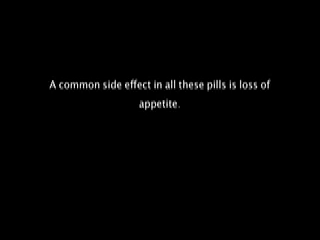 A common side effect in all these pills is loss of
appetite.